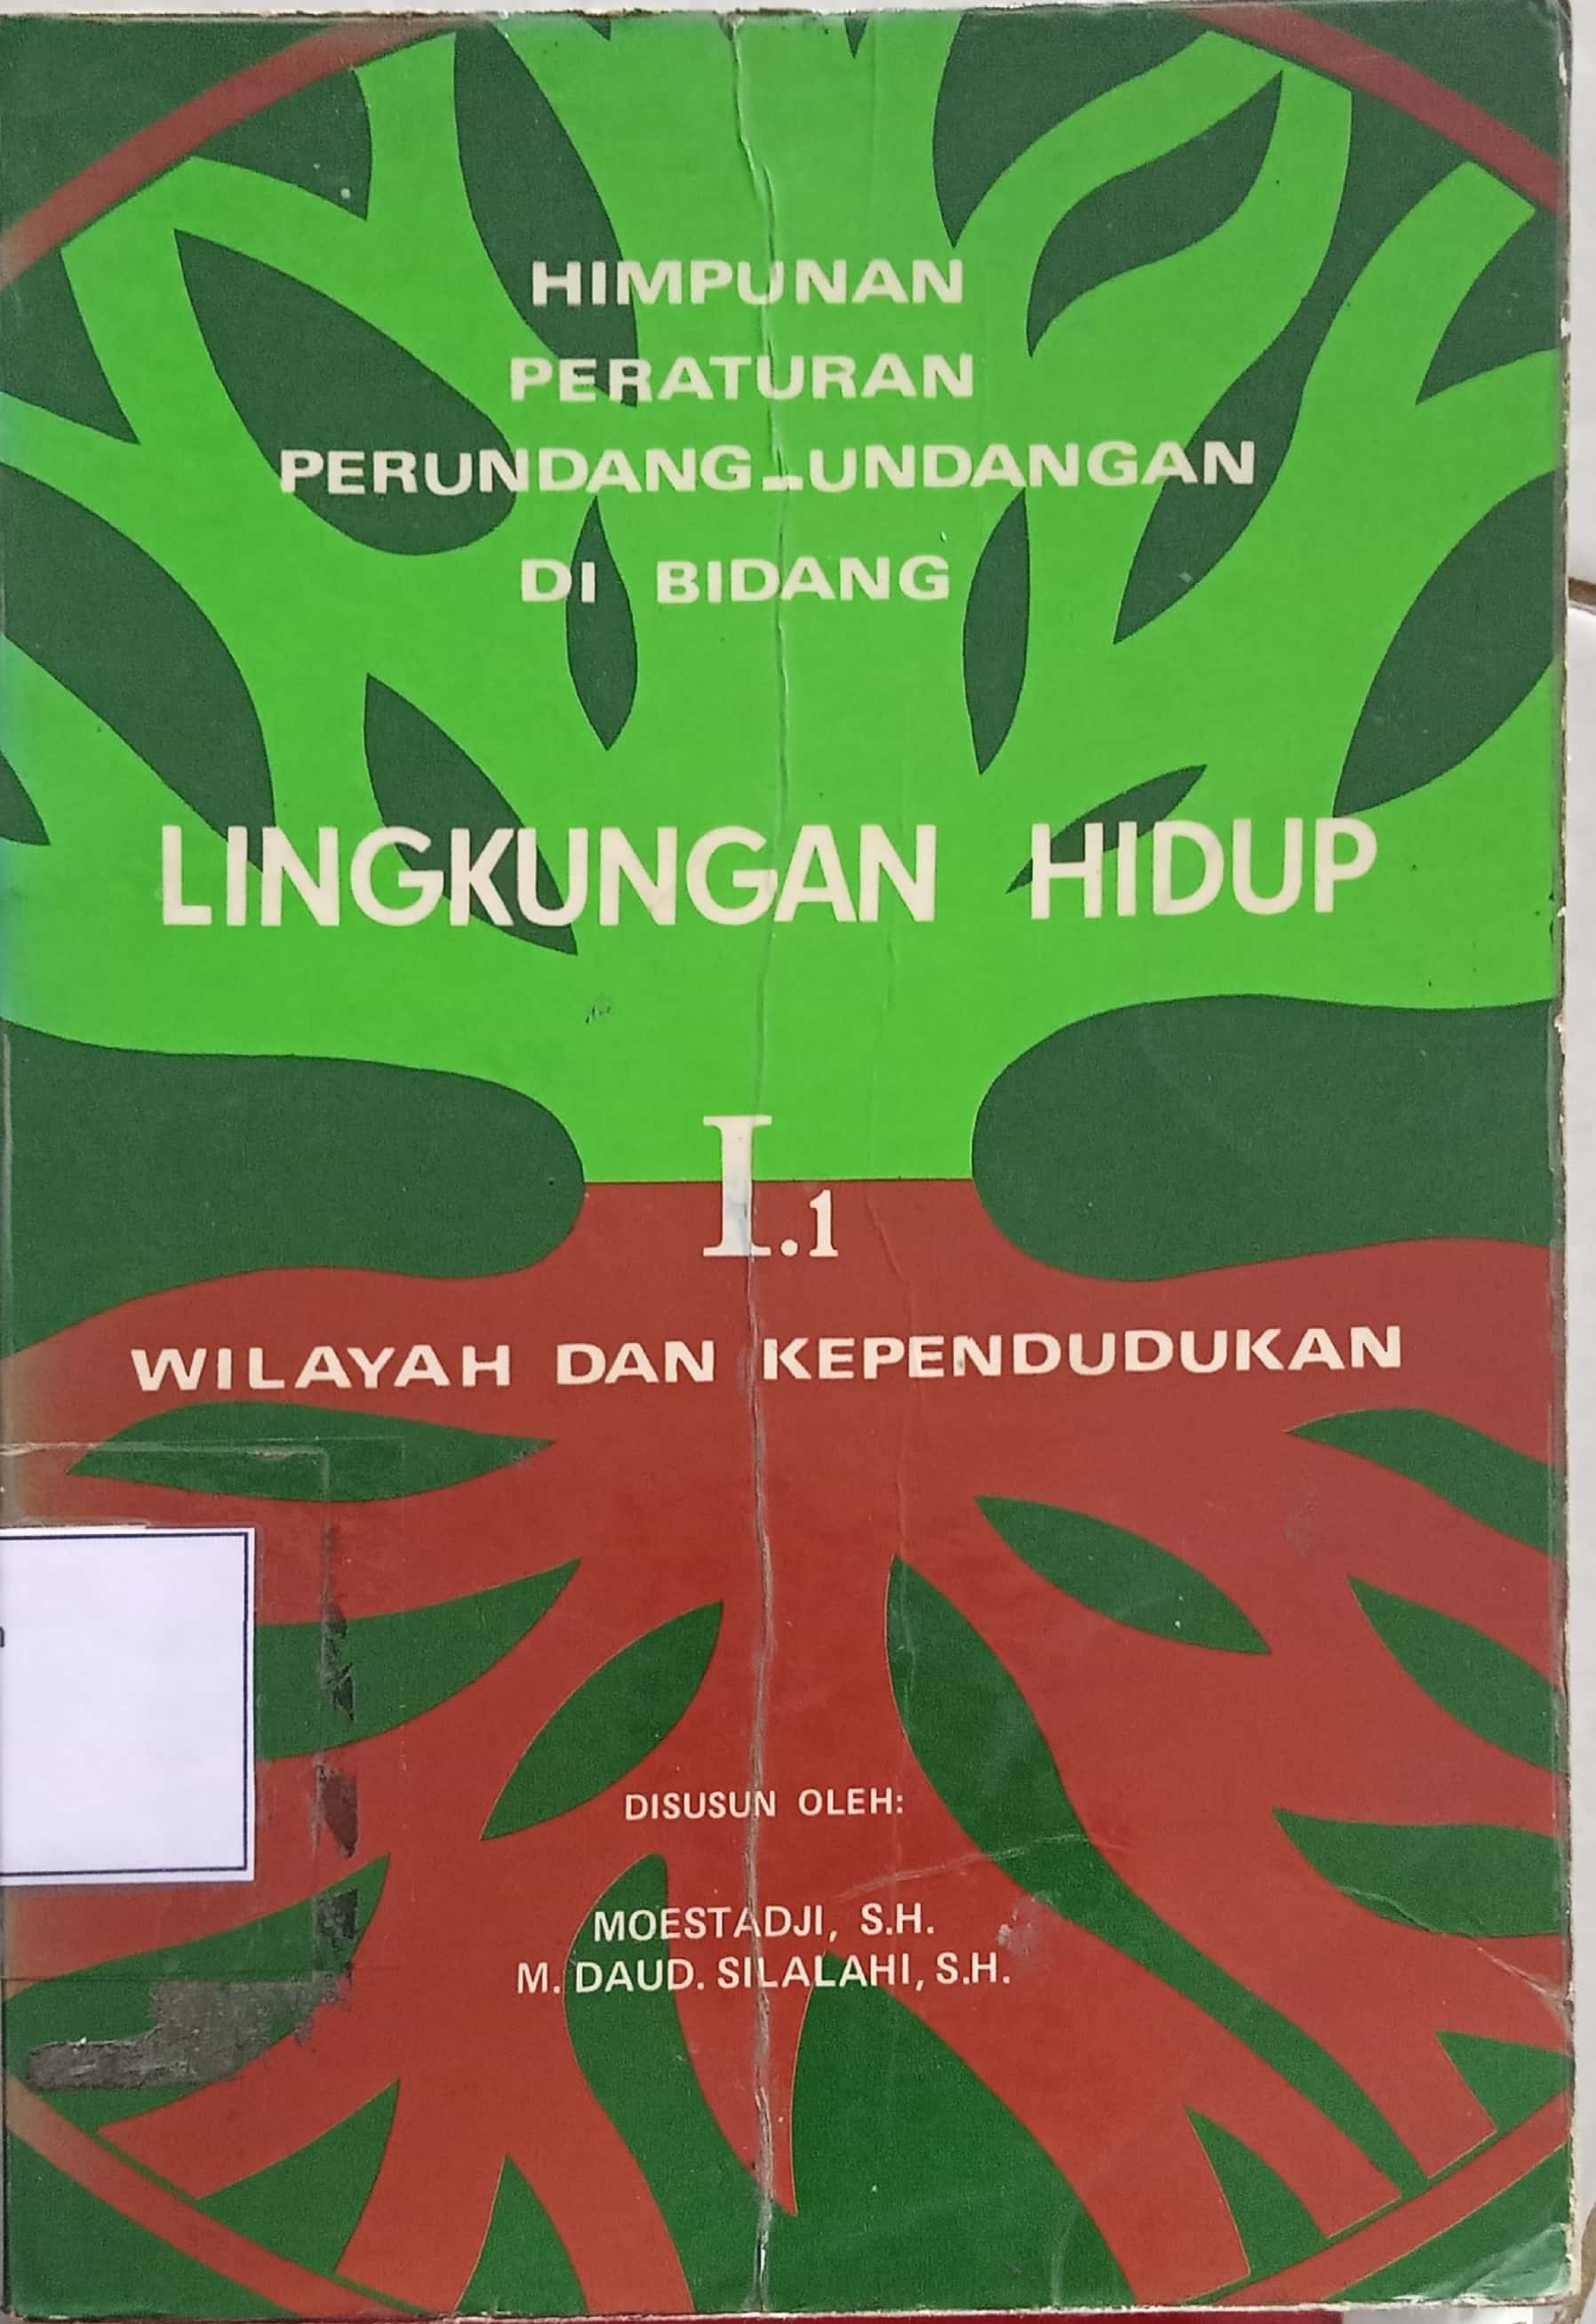 HIMPUNAN
PERATURAN
PERUNDANG-UNDANGAN
DI BIDANG
LINGKUNGAN HIDUP
I.1
WILAYAH DAN KEPENDUDUKAN
DISUSUN OLEH:
MOESTADJI, S.H.
M. DAUD. SILALAHI, S.H.